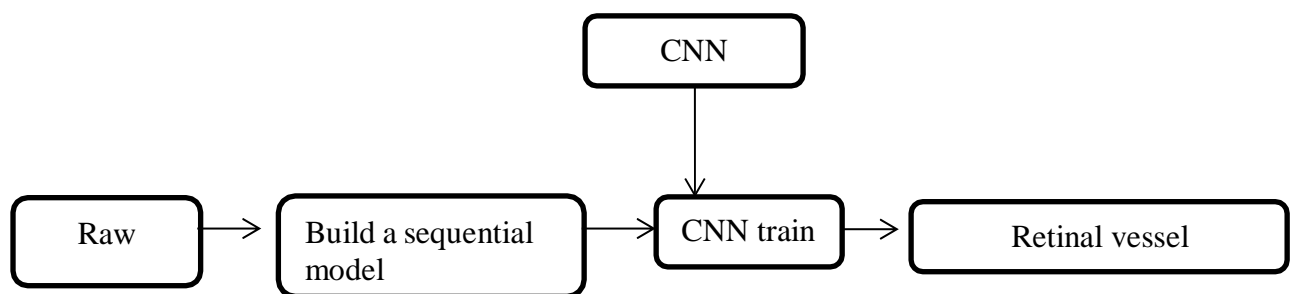 CNN
Raw
Build a sequential
model
CNN train
Retinal vessel